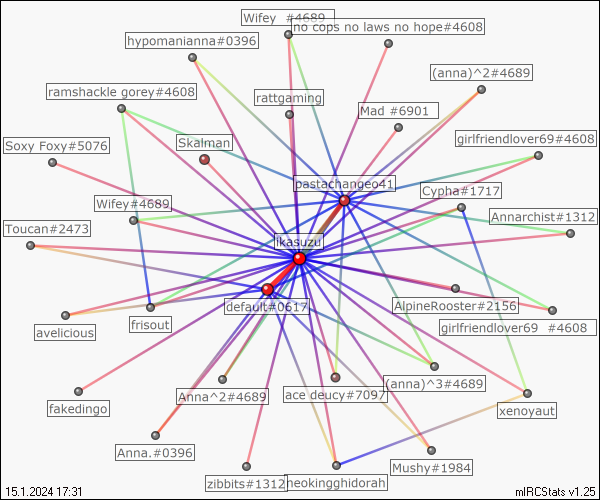 Wifey #4689
no cops no laws no hope#4608
hypomanianna#0396
(anna)^2#4689
ramshackle gorey#4608
rattgaming
Mad #6901
Skalman
girlfriendlover69#4608
Soxy Foxy#5076
pastachangeo41
Cypha#1717
Wifey#4689
Annarchist#1312
Toucan#2473
ikasuzu
default#0617
AlpineRooster#2156
avelicious
frisout
girlfriendlover69 #4608
Anna^2#4689
ace deucy#7097
(anna)^3#4689
fakedingo
xenoyaut
Anna.#0396
zibbits#1312
neokingghidorah
Mushy#1984
15.1.2024 17:31
mIRCStats v1.25